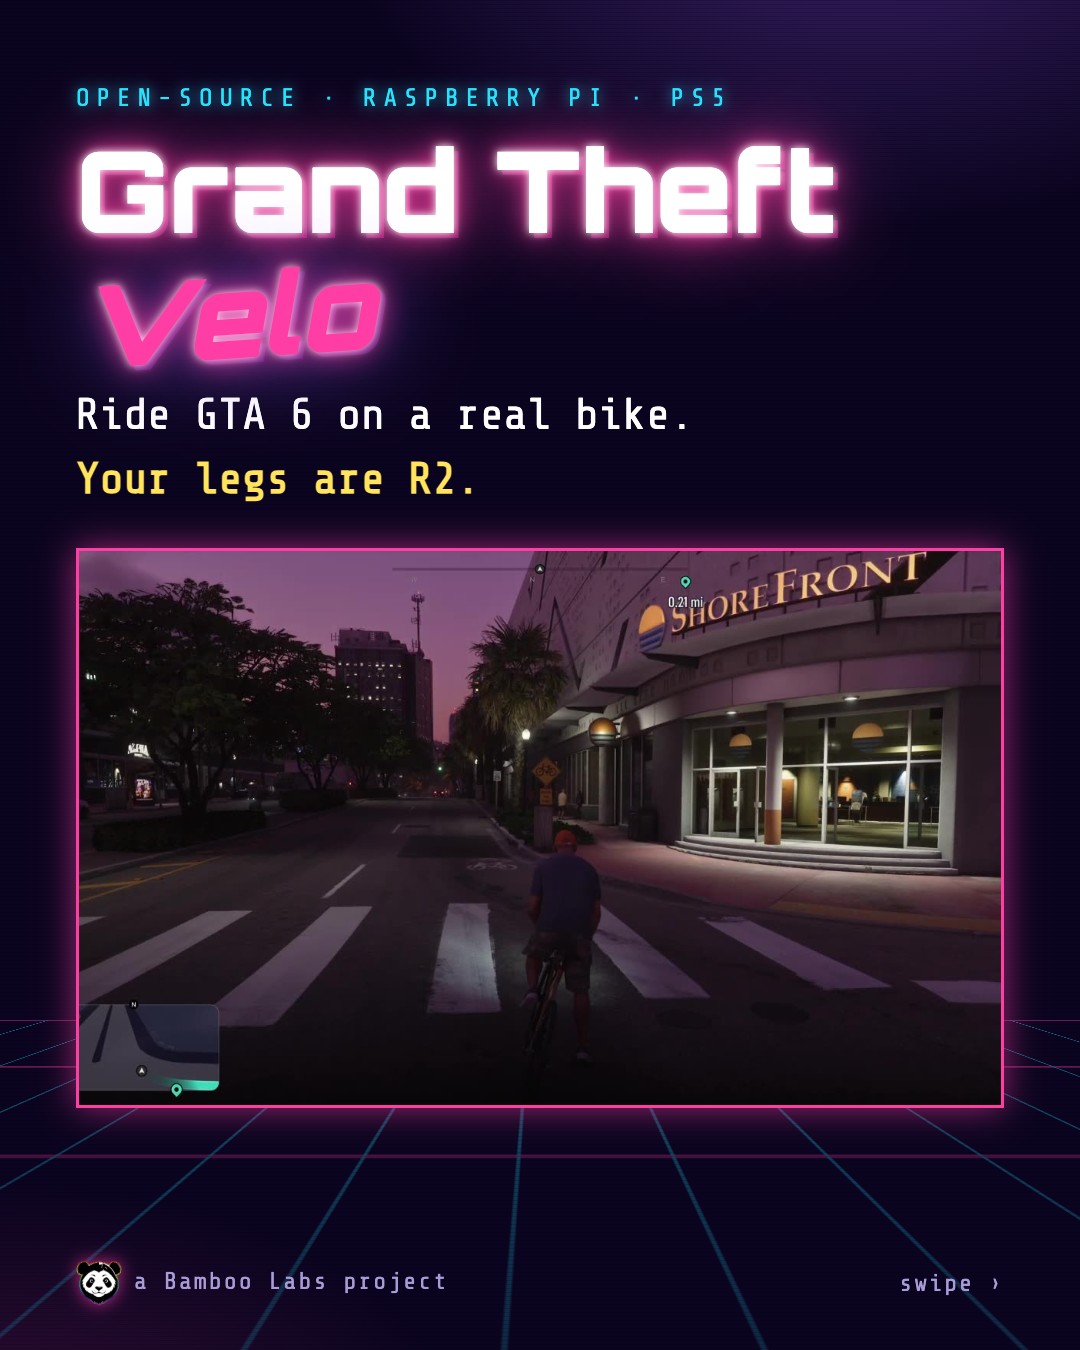 OPEN-SOURCE · RASPBERRY PI · PS5
Grand Theft
Velo
Ride GTA 6 on a real bike.
Your legs are R2.
N
E
0.21 mi
SHOREFRONT
ALPHA
N
a Bamboo Labs project
swipe ›